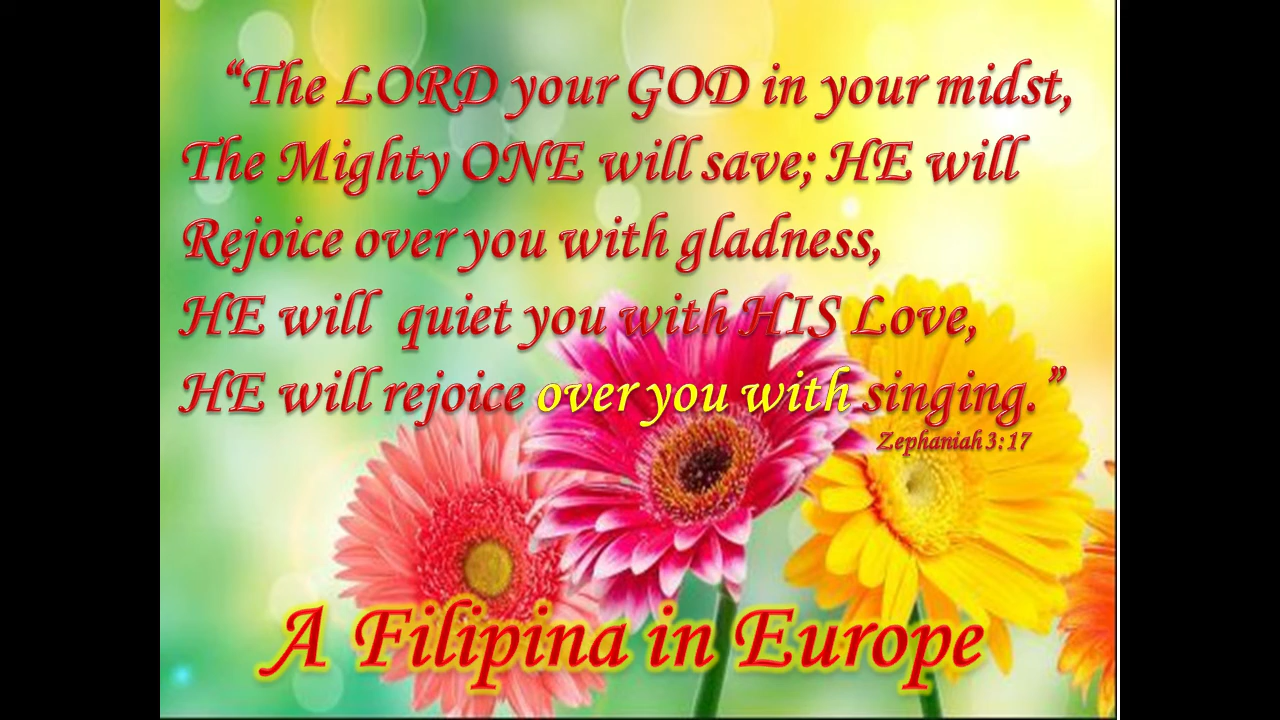 “The LORD your GOD in your midst,
The Mighty ONE will save; HE will
Rejoice over you with gladness,
HE will quiet you with HIS Love,
HE will rejoice over you with singing.”
Zephaniah 3:17
A Filipina in Europe